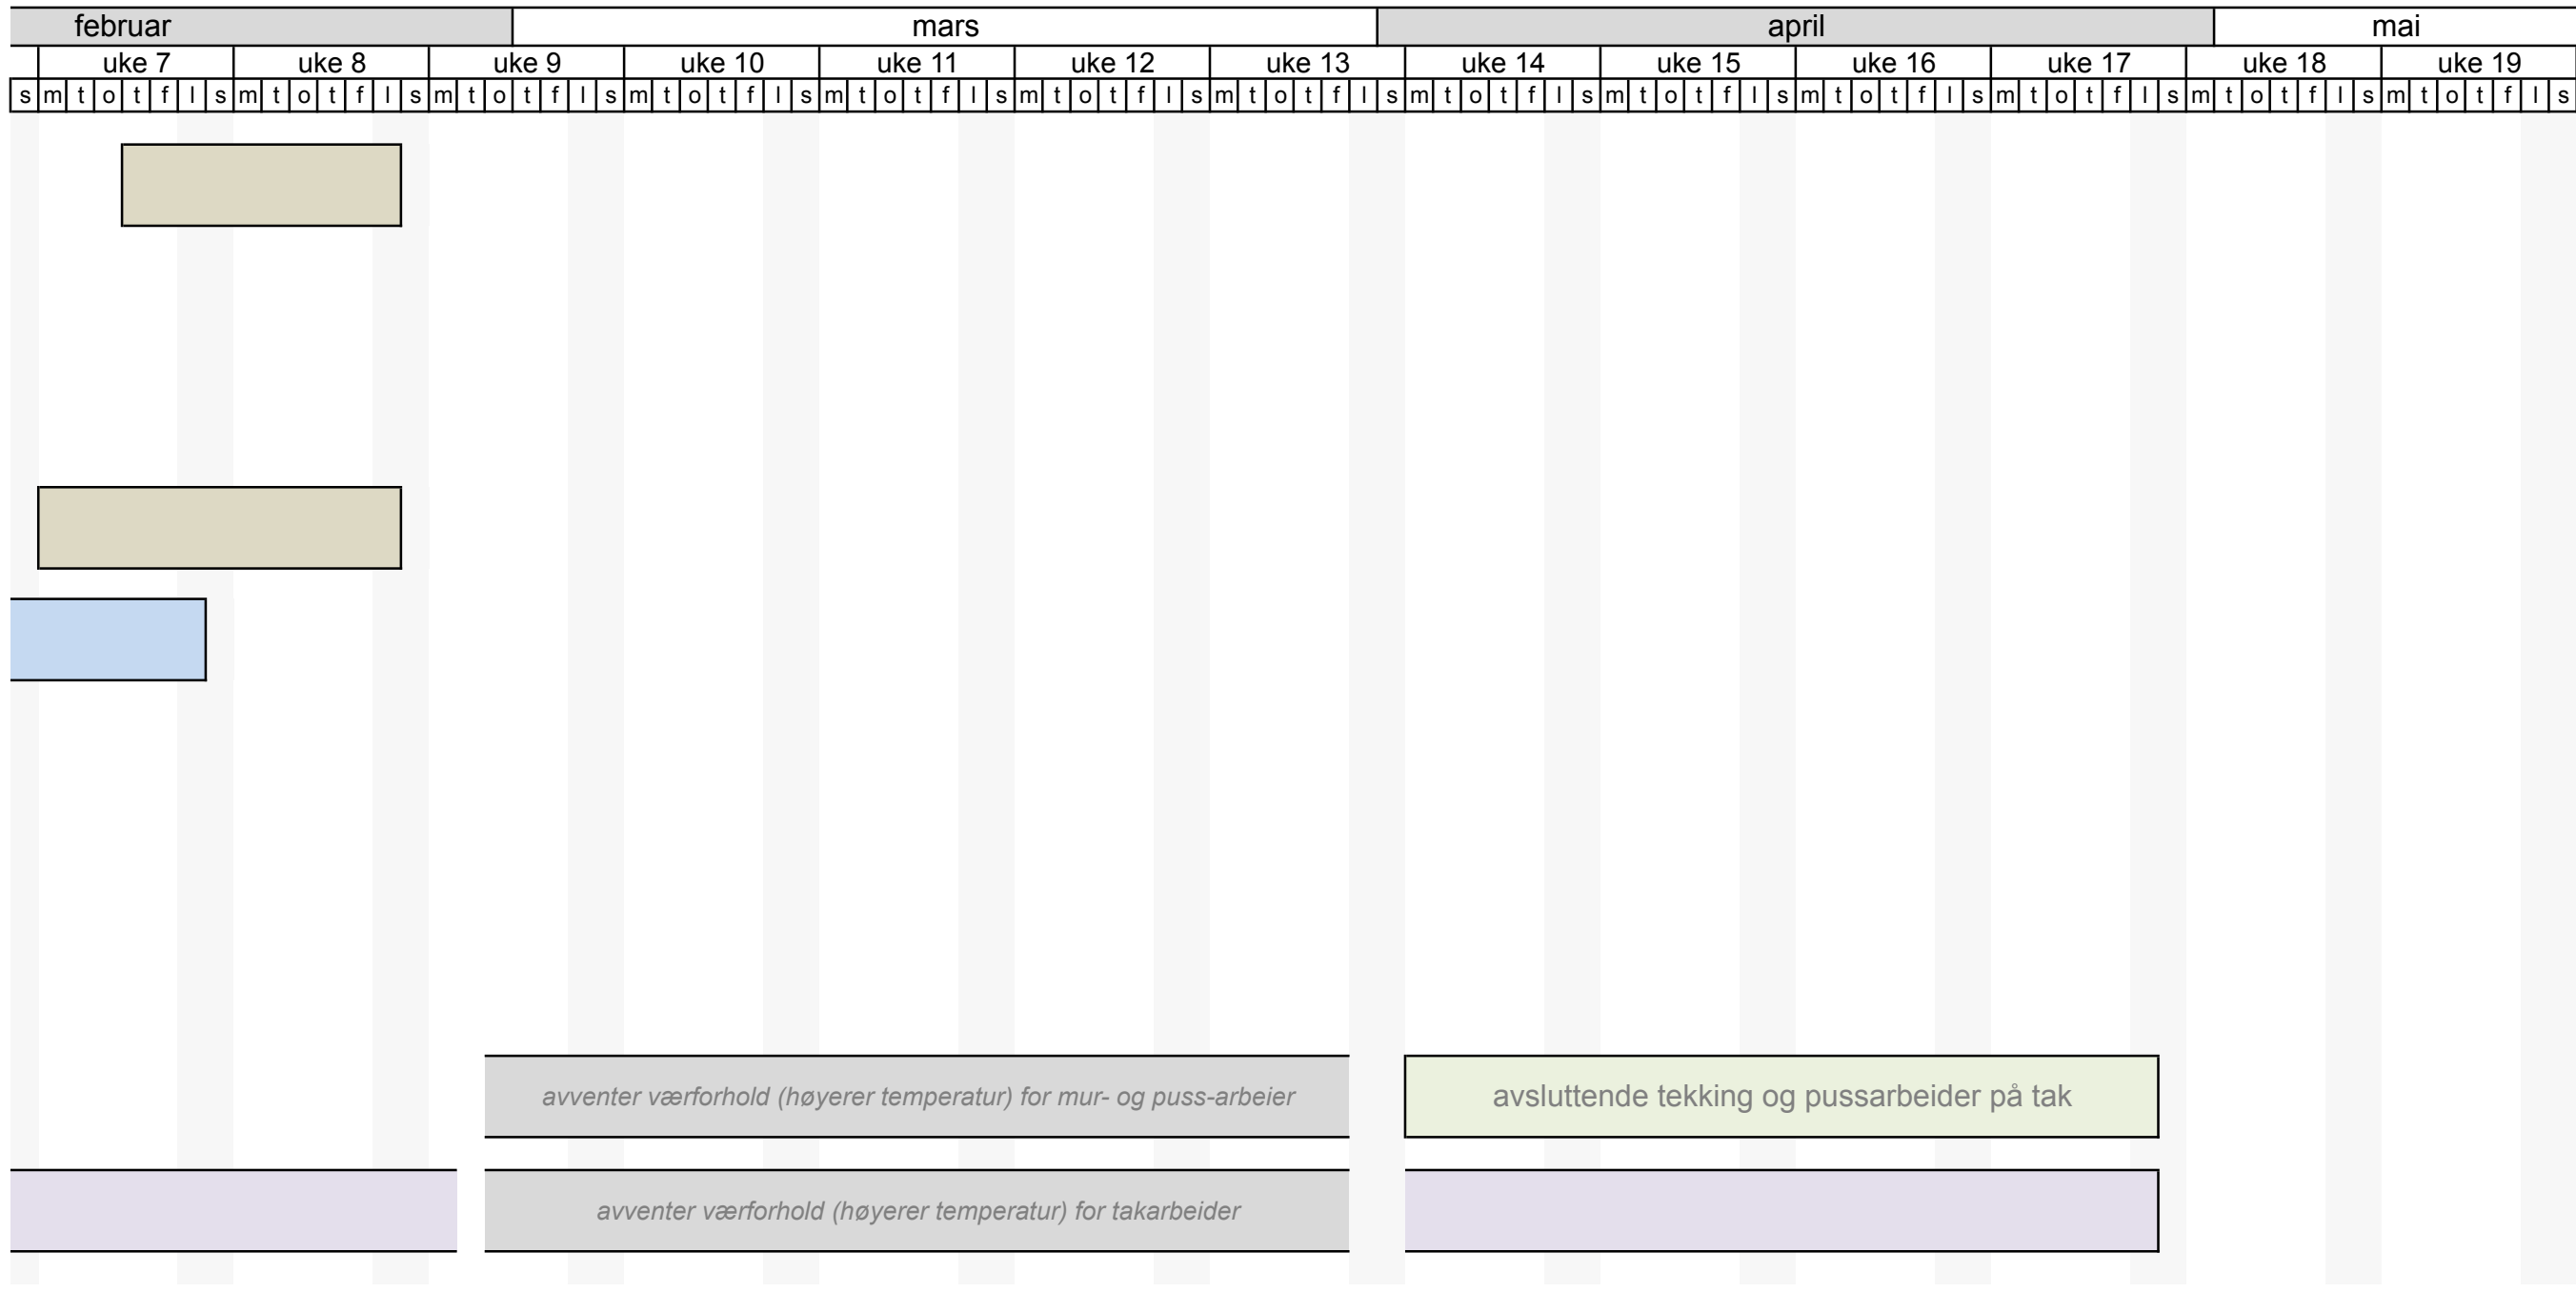 februar mars april mai
uke 7 uke 8 uke 9 uke 10 uke 11 uke 12 uke 13 uke 14 uke 15 uke 16 uke 17 uke 18 uke 19
s m t o t f l s m t o t f l s m t o t f l s m t o t f l s m t o t f l s m t o t f l s m t o t f l s m t o t f l s m t o t f l s m t o t f l s m t o t f l s m t o t f l s m t o t f l s
avventer værforhold (høyerer temperatur) for mur- og puss-arbeier
avsluttende tekking og pussarbeider på tak
avventer værforhold (høyerer temperatur) for takarbeider